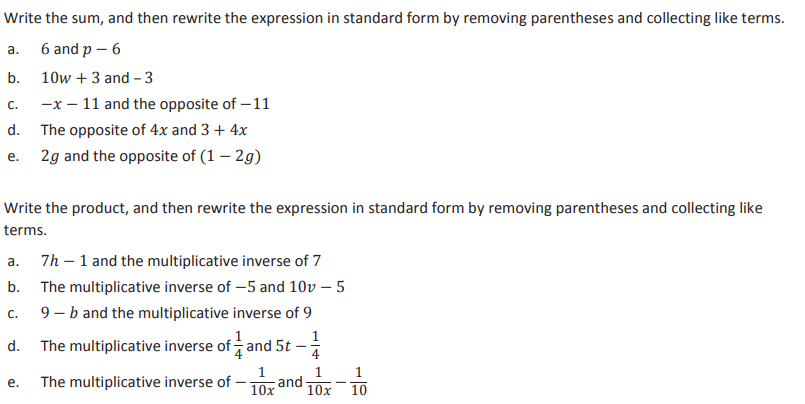 Write the sum, and then rewrite the expression in standard form by removing parentheses and collecting like terms.
a. 6 and p − 6
b. 10w + 3 and − 3
c. −x − 11 and the opposite of −11
d. The opposite of 4x and 3 + 4x
e. 2g and the opposite of (1 − 2g)
Write the product, and then rewrite the expression in standard form by removing parentheses and collecting like
terms.
a. 7h − 1 and the multiplicative inverse of 7
b. The multiplicative inverse of −5 and 10v − 5
c. 9 − b and the multiplicative inverse of 9
d. The multiplicative inverse of 1/4 and 5t − 1/4
e. The multiplicative inverse of − 1/10x and 1/10x − 1/10